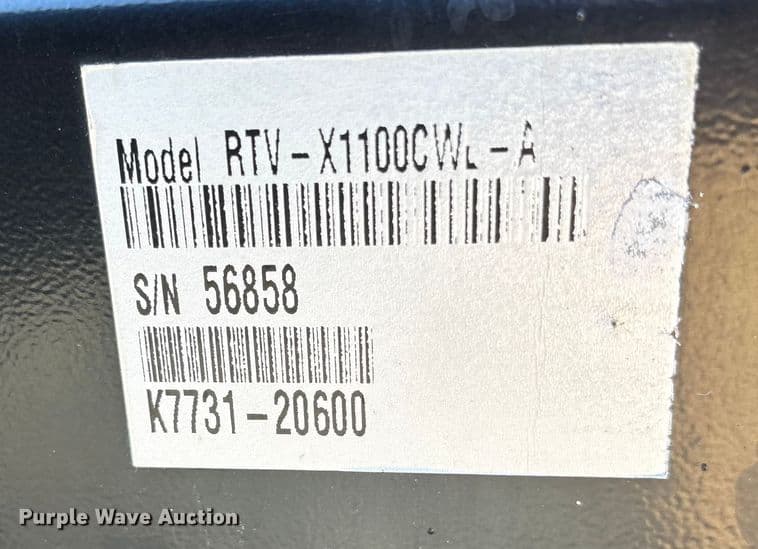 Model RTV-X1100CWL-A
S/N 56858
K7731-20600
Purple Wave Auction